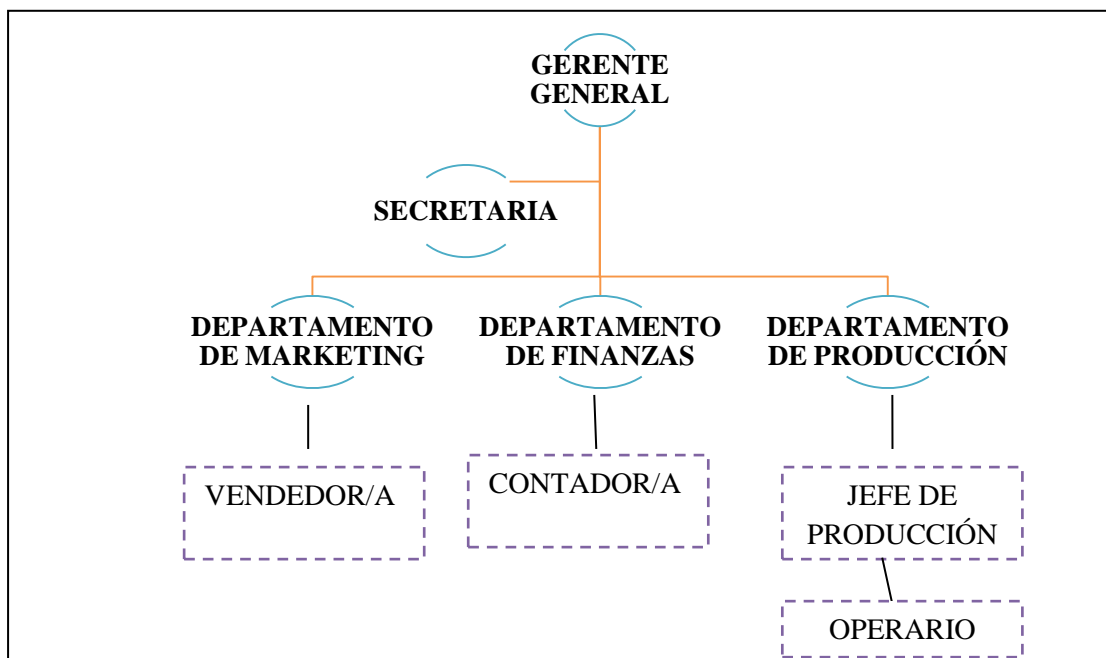 GERENTE
GENERAL
SECRETARIA
DEPARTAMENTO
DE MARKETING
DEPARTAMENTO
DE FINANZAS
DEPARTAMENTO
DE PRODUCCIÓN
VENDEDOR/A
CONTADOR/A
JEFE DE
PRODUCCIÓN
OPERARIO